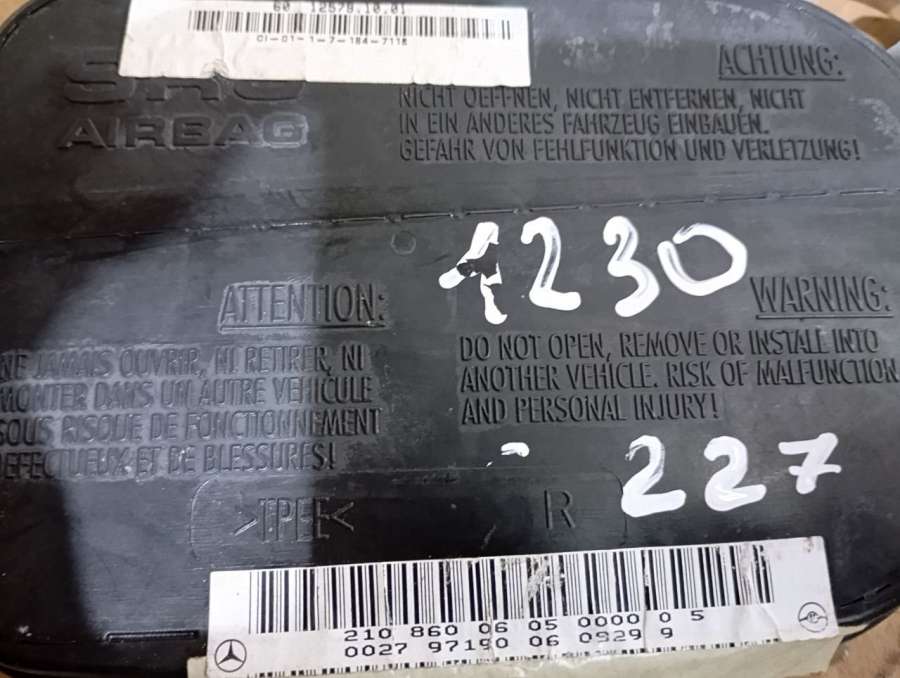 60 12578.10.01
01-01-1-7-184-7118
SRS
AIRBAG
ACHTUNG:
NICHT OEFFNEN, NICHT ENTFERNEN, NICHT
IN EIN ANDERES FAHRZEUG EINBAUEN.
GEFAHR VON FEHLFUNKTION UND VERLETZUNG!
1230
ATTENTION:
NE JAMAIS OUVRIR, NI RETIRER, NI
MONTER DANS UN AUTRE VEHICULE
SOUS RISQUE DE FONCTIONNEMENT
DEFECTUEUX ET DE BLESSURES!
WARNING:
DO NOT OPEN, REMOVE OR INSTALL INTO
ANOTHER VEHICLE. RISK OF MALFUNCTION
AND PERSONAL INJURY!
- 227
>TPEE<
R
210 860 06 05 0000 0 5
0027 97190 06 09299